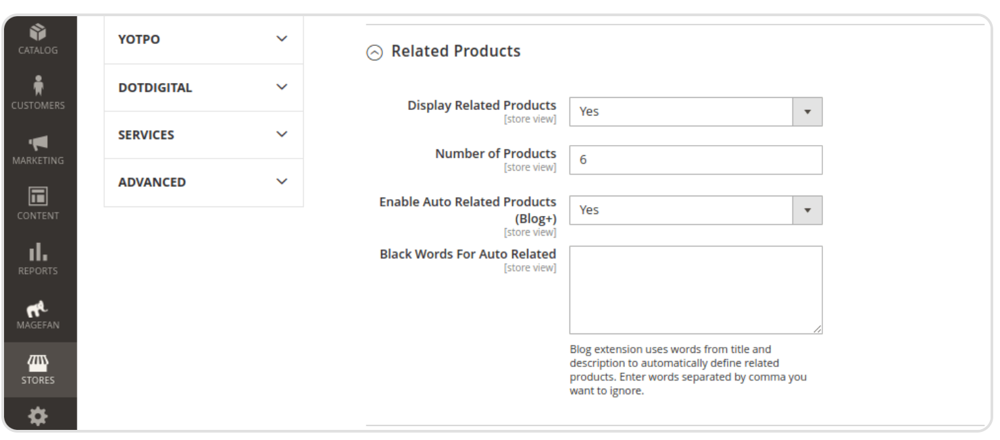 CATALOG
CUSTOMERS
MARKETING
CONTENT
REPORTS
MAGEFAN
STORES
YOTPO
DOTDIGITAL
SERVICES
ADVANCED
Related Products
Display Related Products
[store view]
Yes
Number of Products
[store view]
6
Enable Auto Related Products
(Blog+)
[store view]
Yes
Black Words For Auto Related
[store view]
Blog extension uses words from title and
description to automatically define related
products. Enter words separated by comma you
want to ignore.